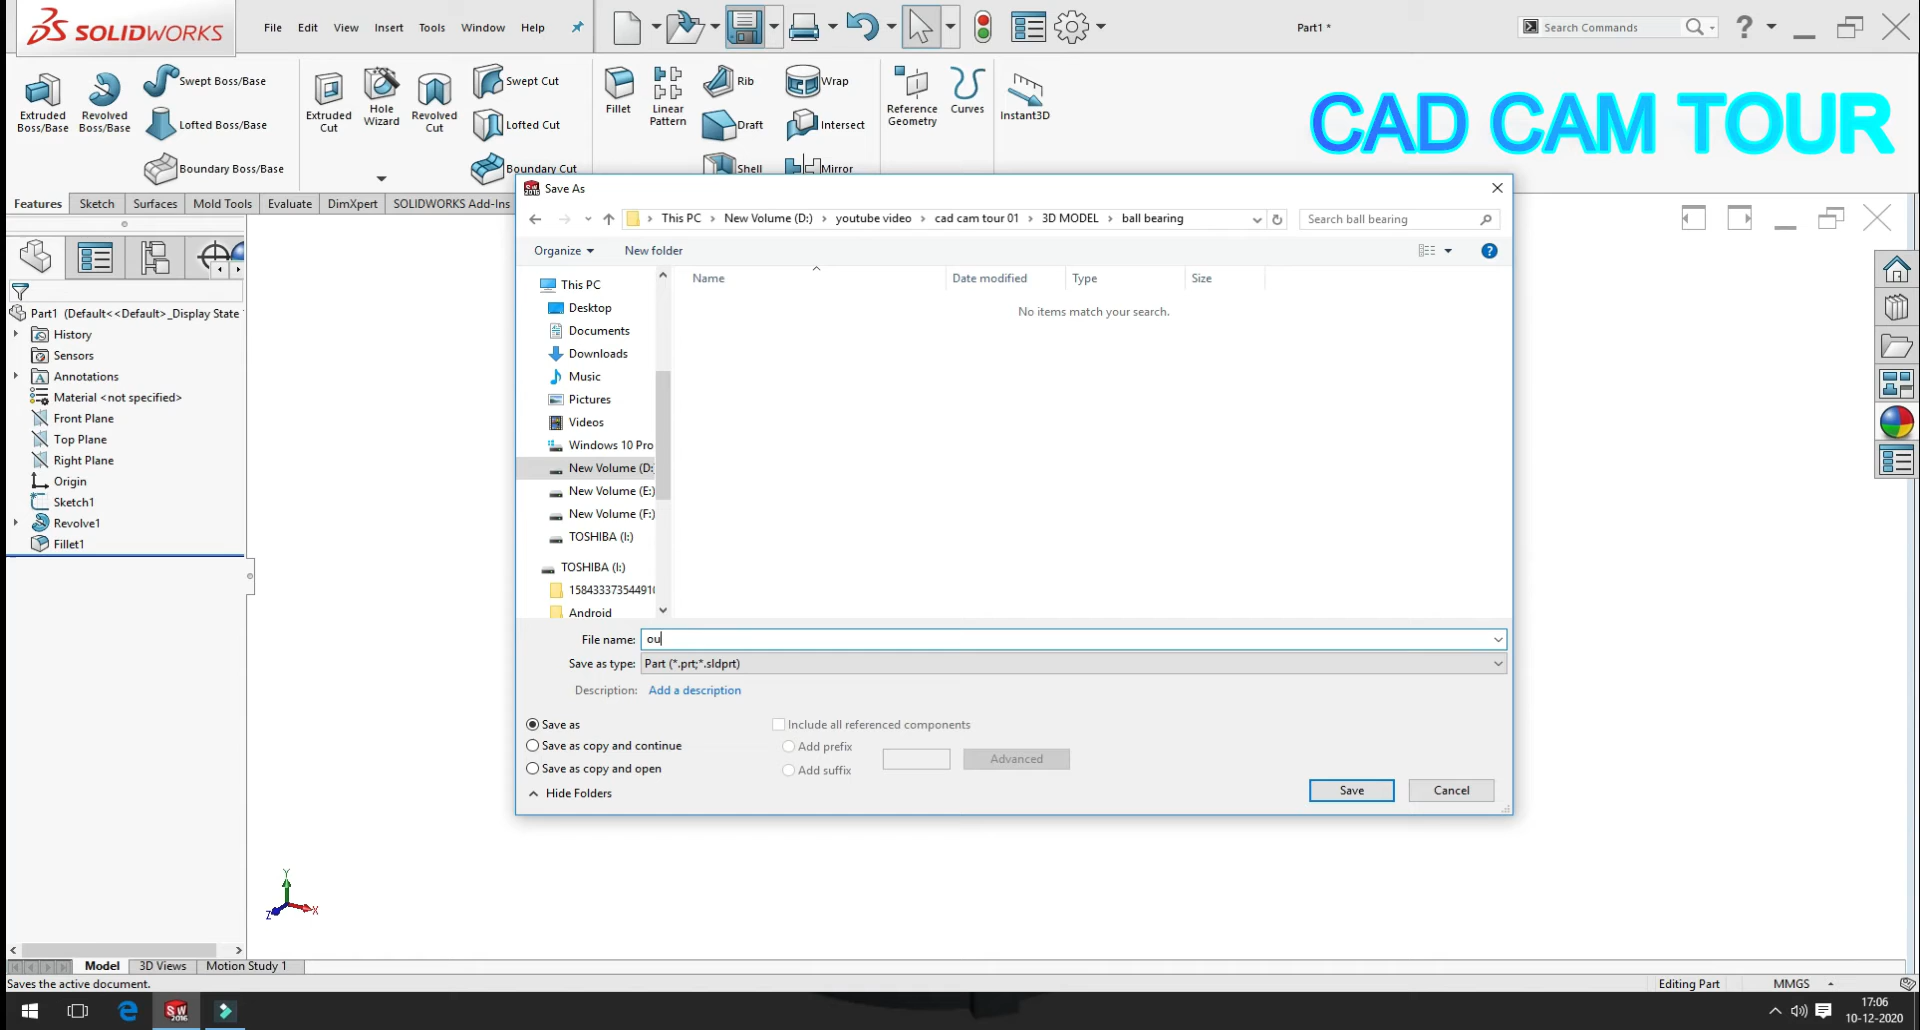 SOLIDWORKS
File Edit View Insert Tools Window Help
Part1 *
Search Commands
Extruded Boss/Base
Revolved Boss/Base
Swept Boss/Base
Lofted Boss/Base
Boundary Boss/Base
Extruded Cut
Hole Wizard
Revolved Cut
Swept Cut
Lofted Cut
Boundary Cut
Fillet
Linear Pattern
Rib
Draft
Shell
Wrap
Intersect
Mirror
Reference Geometry
Curves
Instant3D
CAD CAM TOUR
Features Sketch Surfaces Mold Tools Evaluate DimXpert SOLIDWORKS Add-Ins
Part1 (Default<<Default>_Display State
History
Sensors
Annotations
Material <not specified>
Front Plane
Top Plane
Right Plane
Origin
Sketch1
Revolve1
Fillet1
SW 2016 Save As
This PC > New Volume (D:) > youtube video > cad cam tour 01 > 3D MODEL > ball bearing
Search ball bearing
Organize New folder
Name Date modified Type Size
No items match your search.
This PC
Desktop
Documents
Downloads
Music
Pictures
Videos
Windows 10 Pro
New Volume (D:
New Volume (E:)
New Volume (F:)
TOSHIBA (I:)
TOSHIBA (I:)
Android
File name: ou
Save as type: Part (*.prt;*.sldprt)
Description: Add a description
Save as
Save as copy and continue
Save as copy and open
Include all referenced components
Add prefix
Add suffix
Advanced
Hide Folders
Save Cancel
Y
Z X
Model 3D Views Motion Study 1
Saves the active document.
Editing Part MMGS
SW 2016
17:06
10-12-2020